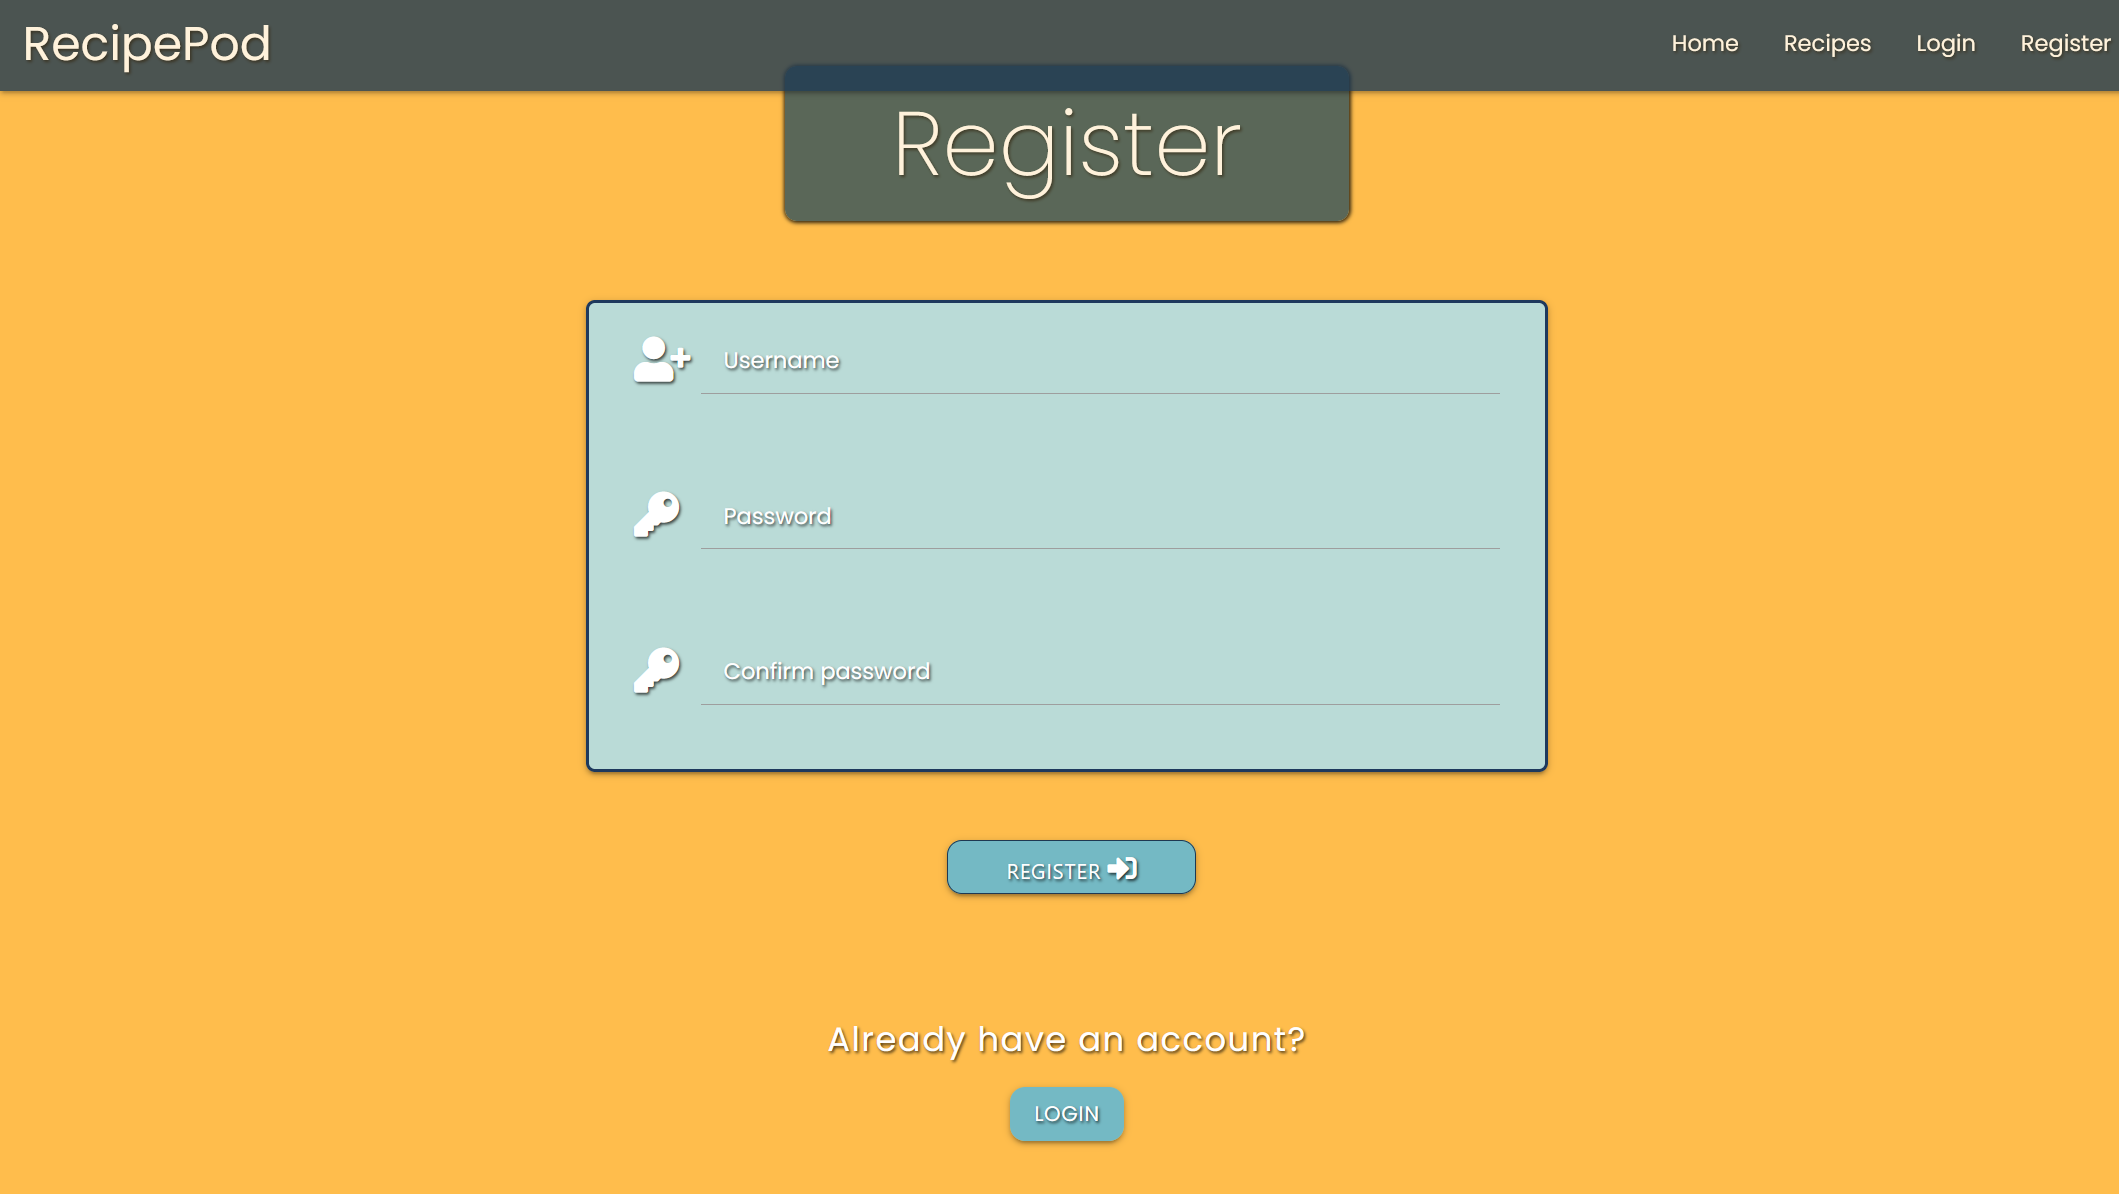 RecipePod
Home Recipes Login Register
Register
Username
Password
Confirm password
REGISTER
Already have an account?
LOGIN